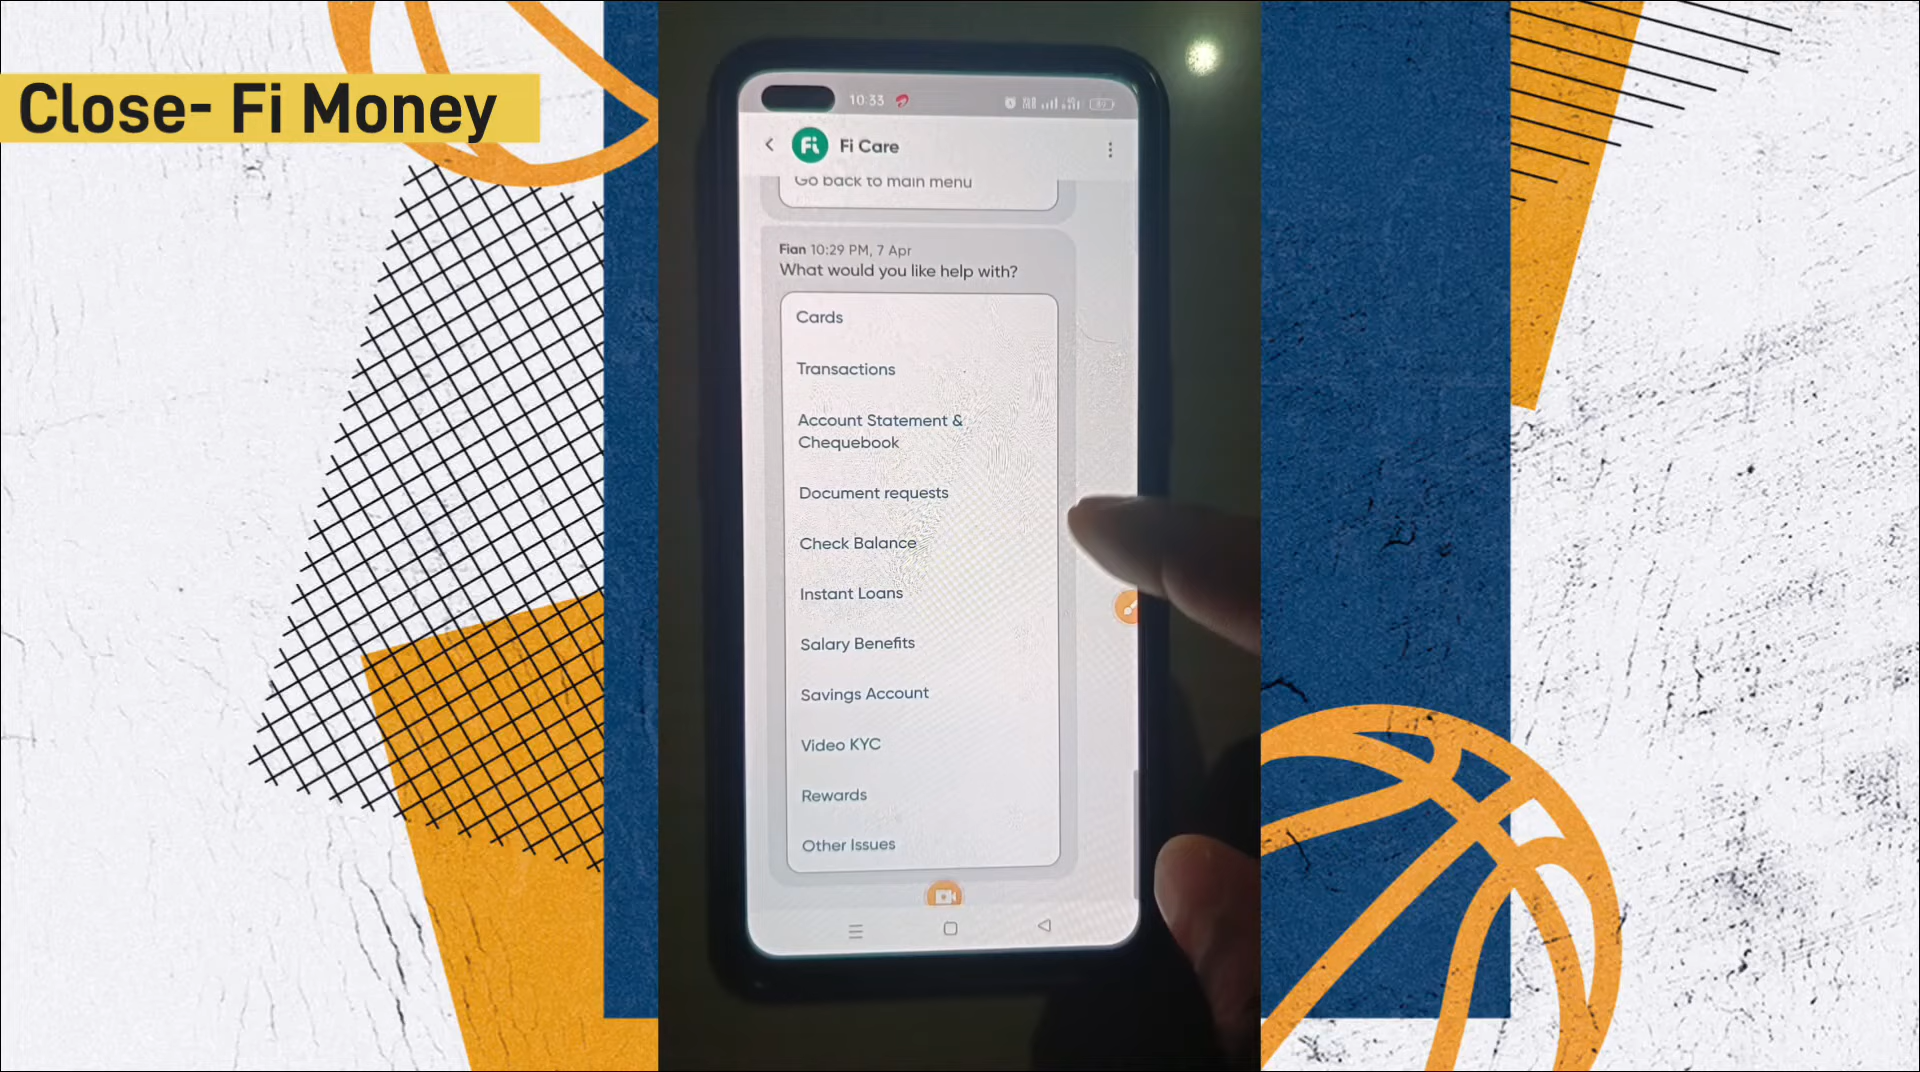 Close- Fi Money
10:33
Fi Fi Care
Go back to main menu
Fian 10:29 PM, 7 Apr
What would you like help with?
Cards
Transactions
Account Statement &
Chequebook
Document requests
Check Balance
Instant Loans
Salary Benefits
Savings Account
Video KYC
Rewards
Other Issues